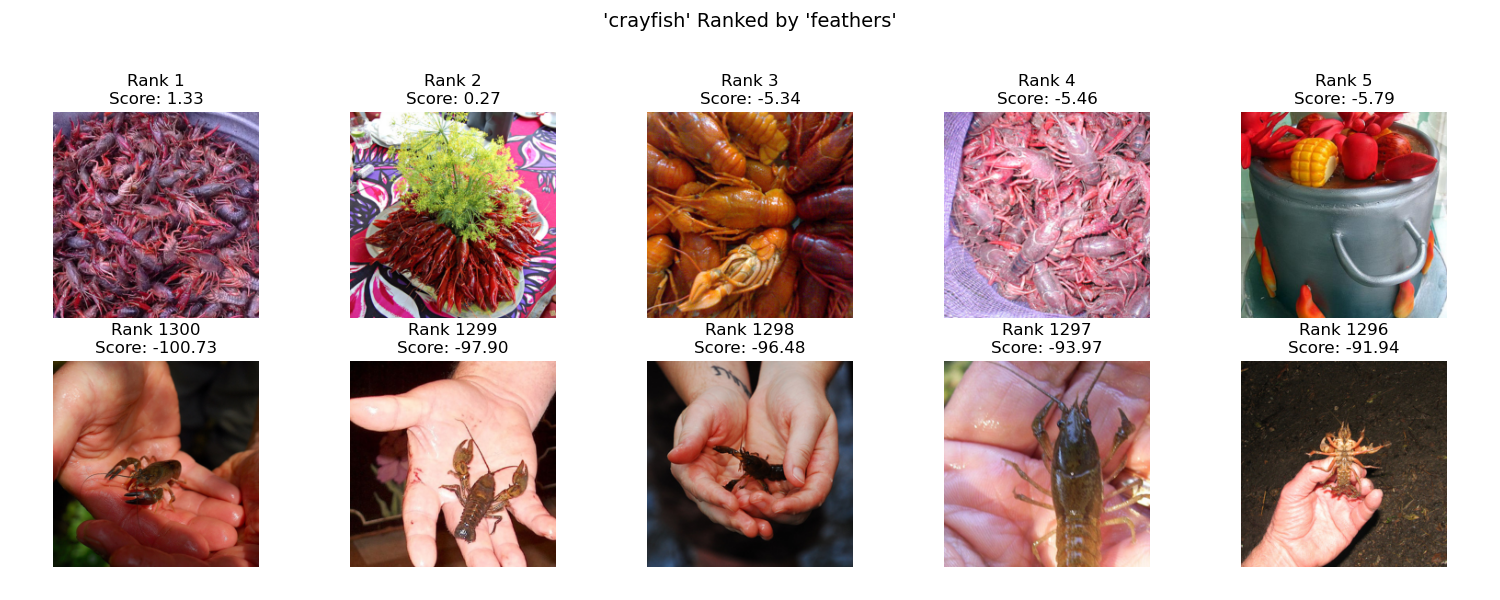 'crayfish' Ranked by 'feathers'
Rank 1
Score: 1.33
Rank 2
Score: 0.27
Rank 3
Score: -5.34
Rank 4
Score: -5.46
Rank 5
Score: -5.79
Rank 1300
Score: -100.73
Rank 1299
Score: -97.90
Rank 1298
Score: -96.48
Rank 1297
Score: -93.97
Rank 1296
Score: -91.94